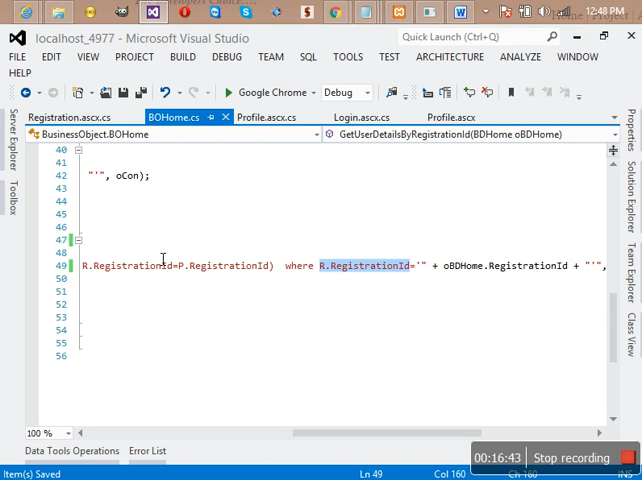 12:48 PM
localhost_4977 - Microsoft Visual Studio
Quick Launch (Ctrl+Q)
FILE EDIT VIEW PROJECT BUILD DEBUG TEAM SQL TOOLS TEST ARCHITECTURE ANALYZE WINDOW
HELP
Google Chrome Debug
Registration.ascx.cs BOHome.cs Profile.ascx.cs Login.ascx.cs Profile.ascx
BusinessObject.BOHome GetUserDetailsByRegistrationId(BDHome oBDHome)
Server Explorer
Toolbox
Properties
Solution Explorer
Team Explorer
Class View
40
41
42 "'", oCon);
43
44
45
46
47
48
49 R.RegistrationId=P.RegistrationId) where R.RegistrationId='" + oBDHome.RegistrationId + "'",
50
51
52
53
54
55
56
100 %
Data Tools Operations Error List
00:16:43 Stop recording
Item(s) Saved Ln 49 Col 160 Ch 160 INS